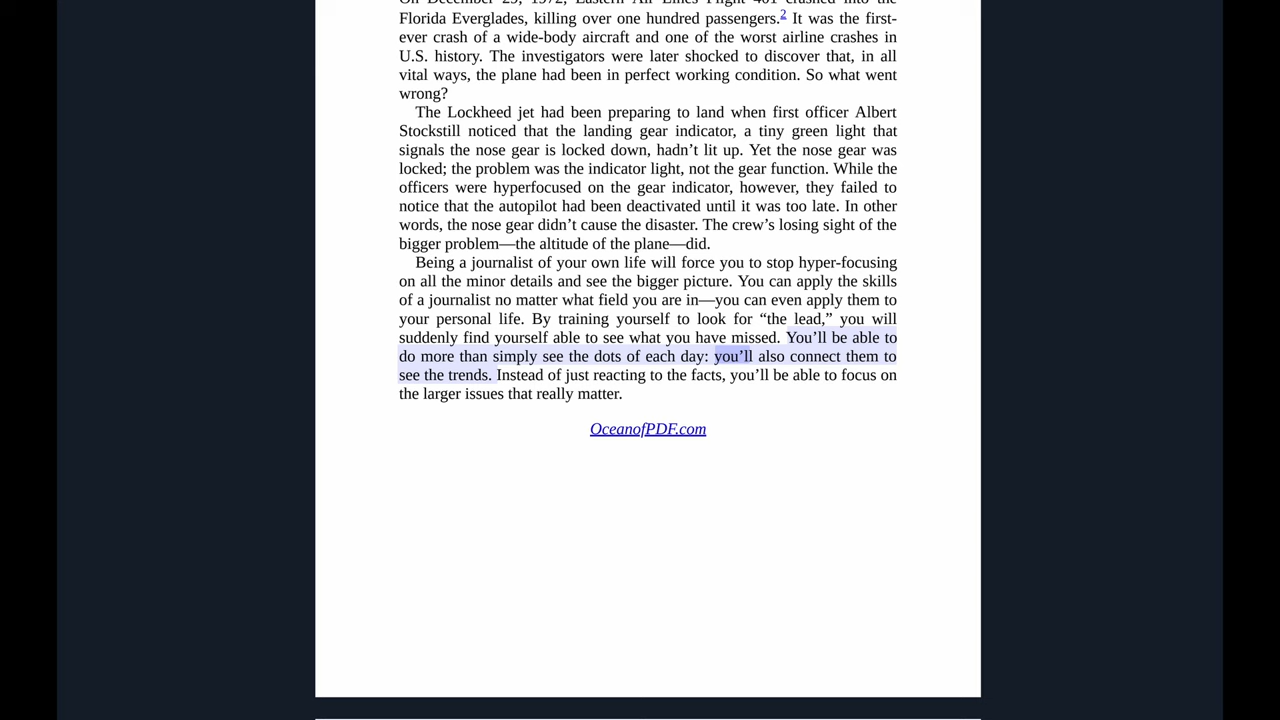 On December 29, 1972, Eastern Air Lines Flight 401 crashed into the
Florida Everglades, killing over one hundred passengers.2 It was the first-
ever crash of a wide-body aircraft and one of the worst airline crashes in
U.S. history. The investigators were later shocked to discover that, in all
vital ways, the plane had been in perfect working condition. So what went
wrong?
The Lockheed jet had been preparing to land when first officer Albert
Stockstill noticed that the landing gear indicator, a tiny green light that
signals the nose gear is locked down, hadn’t lit up. Yet the nose gear was
locked; the problem was the indicator light, not the gear function. While the
officers were hyperfocused on the gear indicator, however, they failed to
notice that the autopilot had been deactivated until it was too late. In other
words, the nose gear didn’t cause the disaster. The crew’s losing sight of the
bigger problem—the altitude of the plane—did.
Being a journalist of your own life will force you to stop hyper-focusing
on all the minor details and see the bigger picture. You can apply the skills
of a journalist no matter what field you are in—you can even apply them to
your personal life. By training yourself to look for “the lead,” you will
suddenly find yourself able to see what you have missed. You’ll be able to
do more than simply see the dots of each day: you’ll also connect them to
see the trends. Instead of just reacting to the facts, you’ll be able to focus on
the larger issues that really matter.
OceanofPDF.com